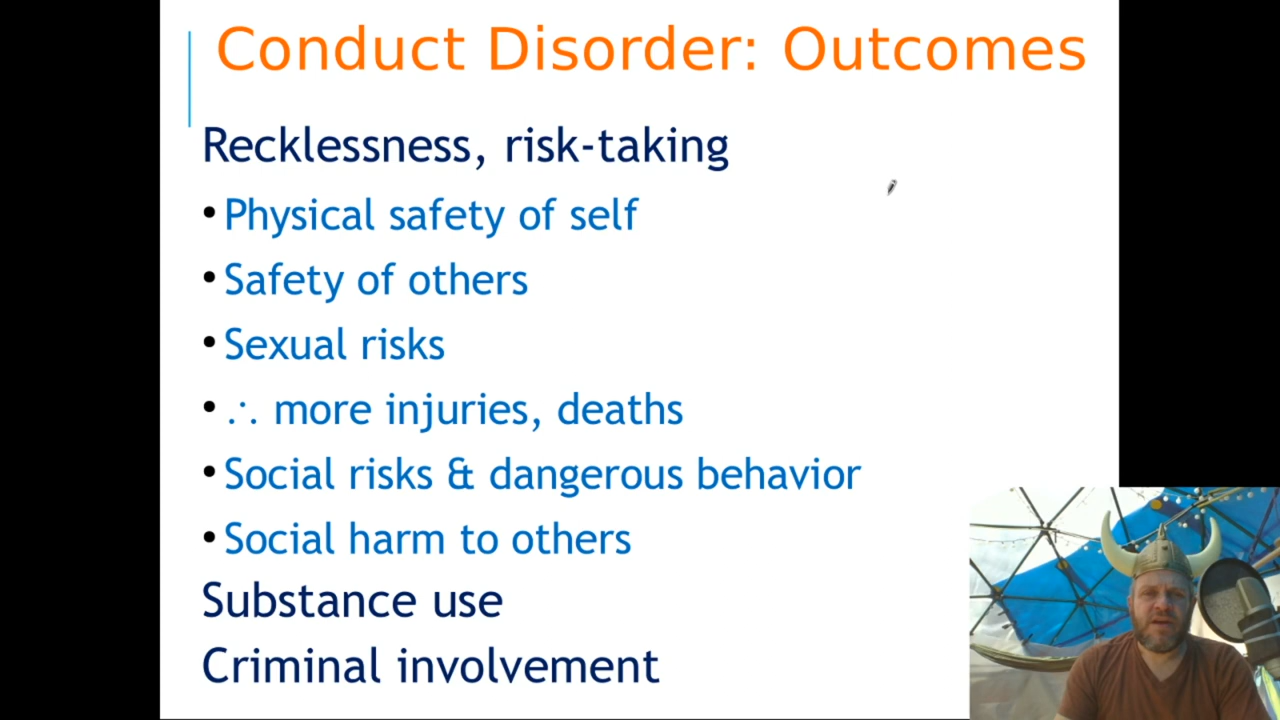 Conduct Disorder: Outcomes
Recklessness, risk-taking
• Physical safety of self
• Safety of others
• Sexual risks
• ∴ more injuries, deaths
• Social risks & dangerous behavior
• Social harm to others
Substance use
Criminal involvement